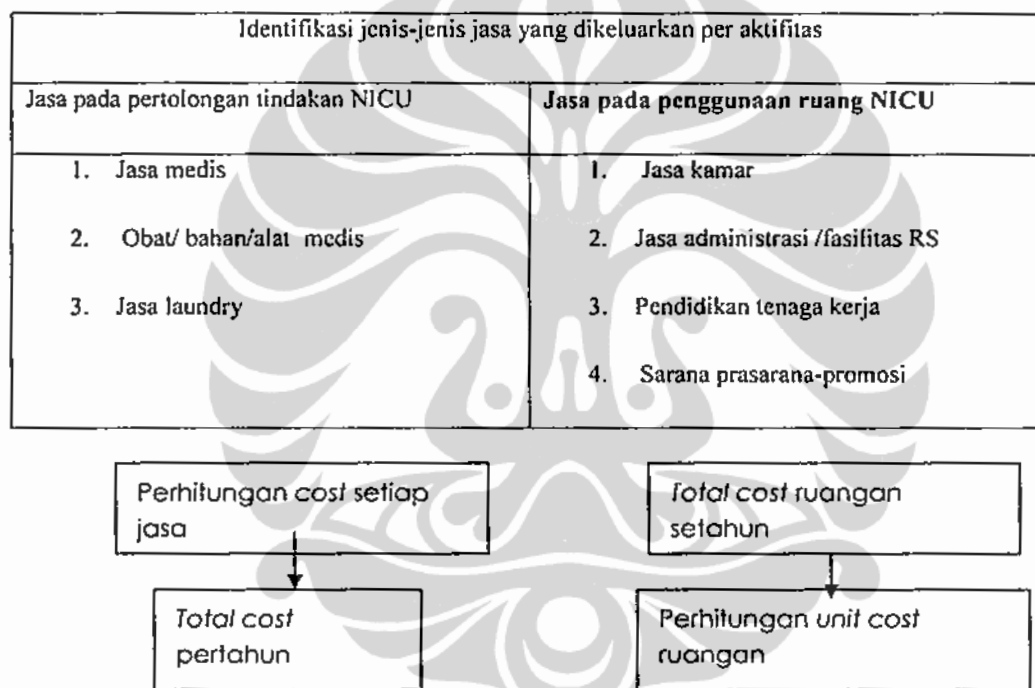 Identifikasi jenis-jenis jasa yang dikeluarkan per aktifitas
Jasa pada pertolongan tindakan NICU
Jasa pada penggunaan ruang NICU
1. Jasa medis
2. Obat/ bahan/alat medis
3. Jasa laundry
1. Jasa kamar
2. Jasa administrasi /fasilitas RS
3. Pendidikan tenaga kerja
4. Sarana prasarana-promosi
Perhitungan cost setiap
jasa
Total cost ruangan
setahun
Total cost
pertahun
Perhitungan unit cost
ruangan